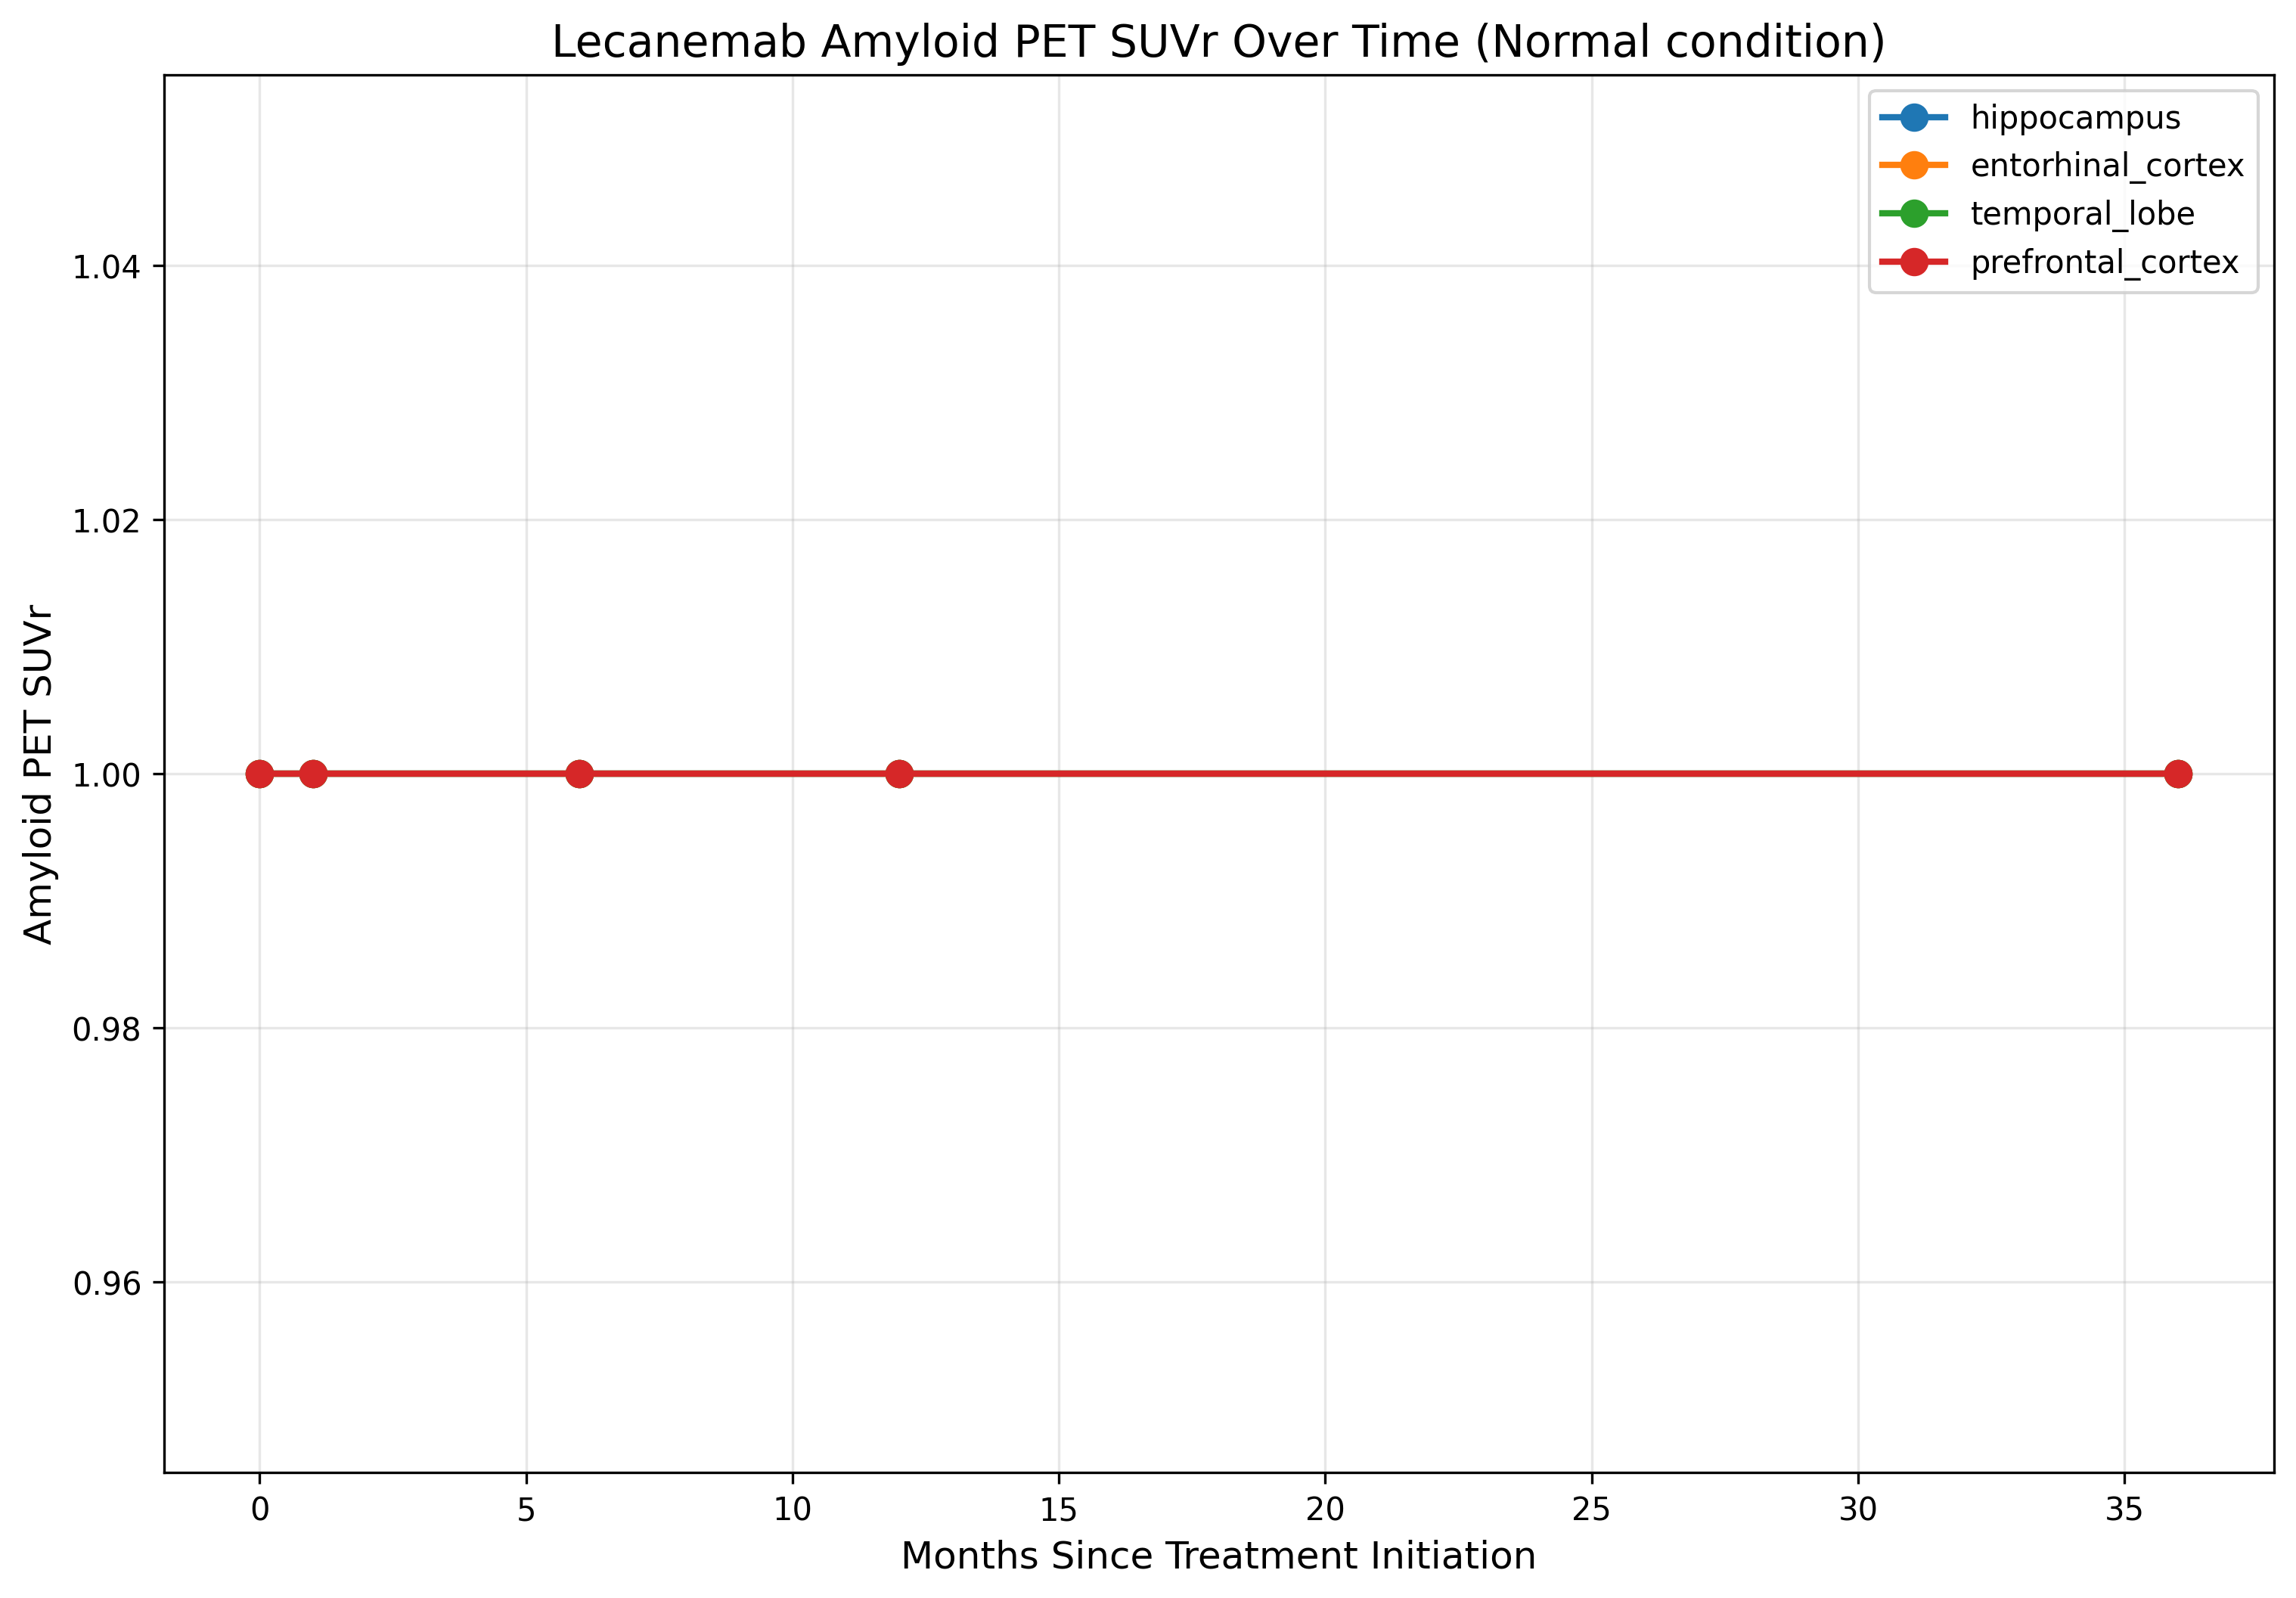 Lecanemab Amyloid PET SUVr Over Time (Normal condition)
hippocampus
entorhinal_cortex
temporal_lobe
prefrontal_cortex
Amyloid PET SUVr
1.04
1.02
1.00
0.98
0.96
0 5 10 15 20 25 30 35
Months Since Treatment Initiation